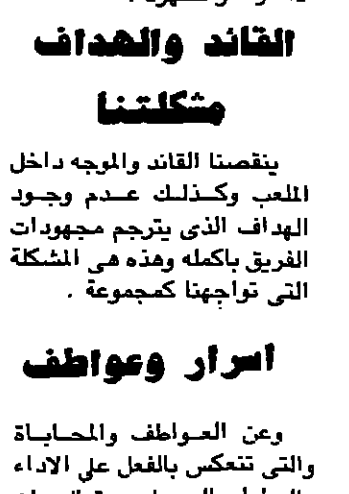 القائد والهداف
مشكلتنا
ينقصنا القائد والموجه داخل
الملعب وكذلك عدم وجود
الهداف الذى يترجم مجهودات
الفريق باكمله وهذه هى المشكلة
التى تواجهنا كمجموعة .
اسرار وعواطف
وعن العواطف والمحاباة
والتى تنعكس بالفعل علي الاداء